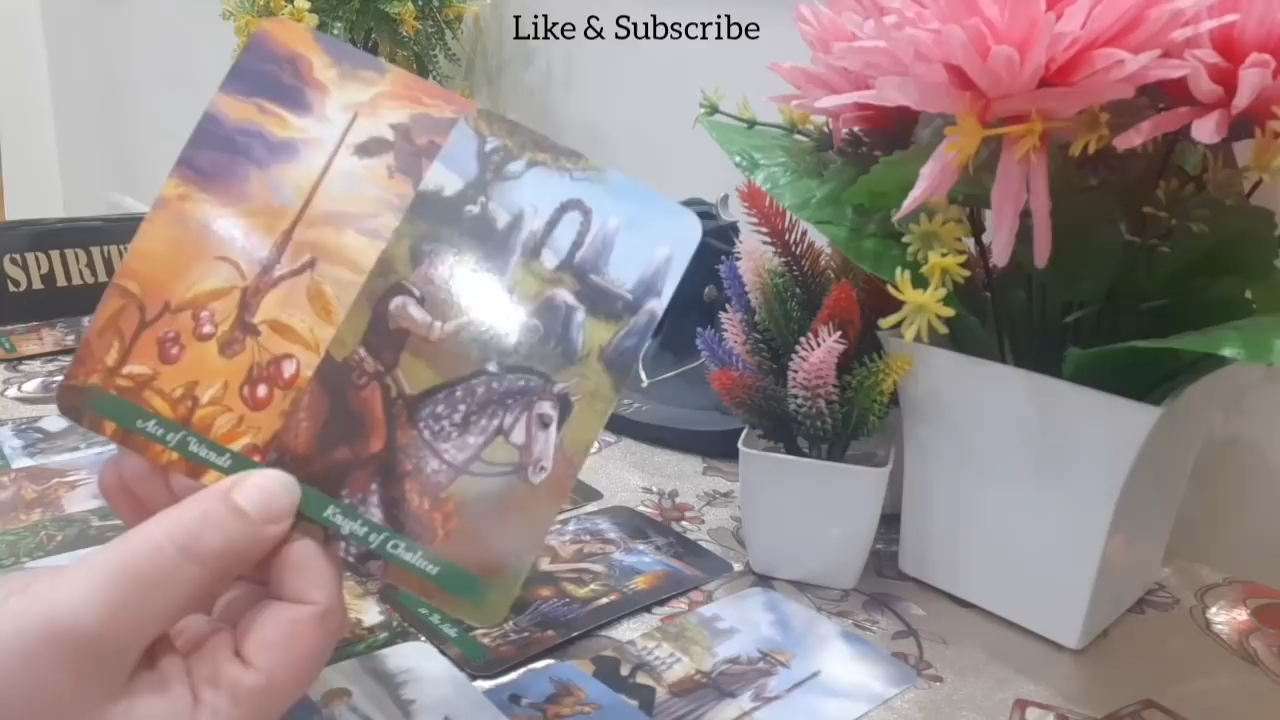 Like & Subscribe
SPIRIT
Ace of Wands
Knight of Chalices